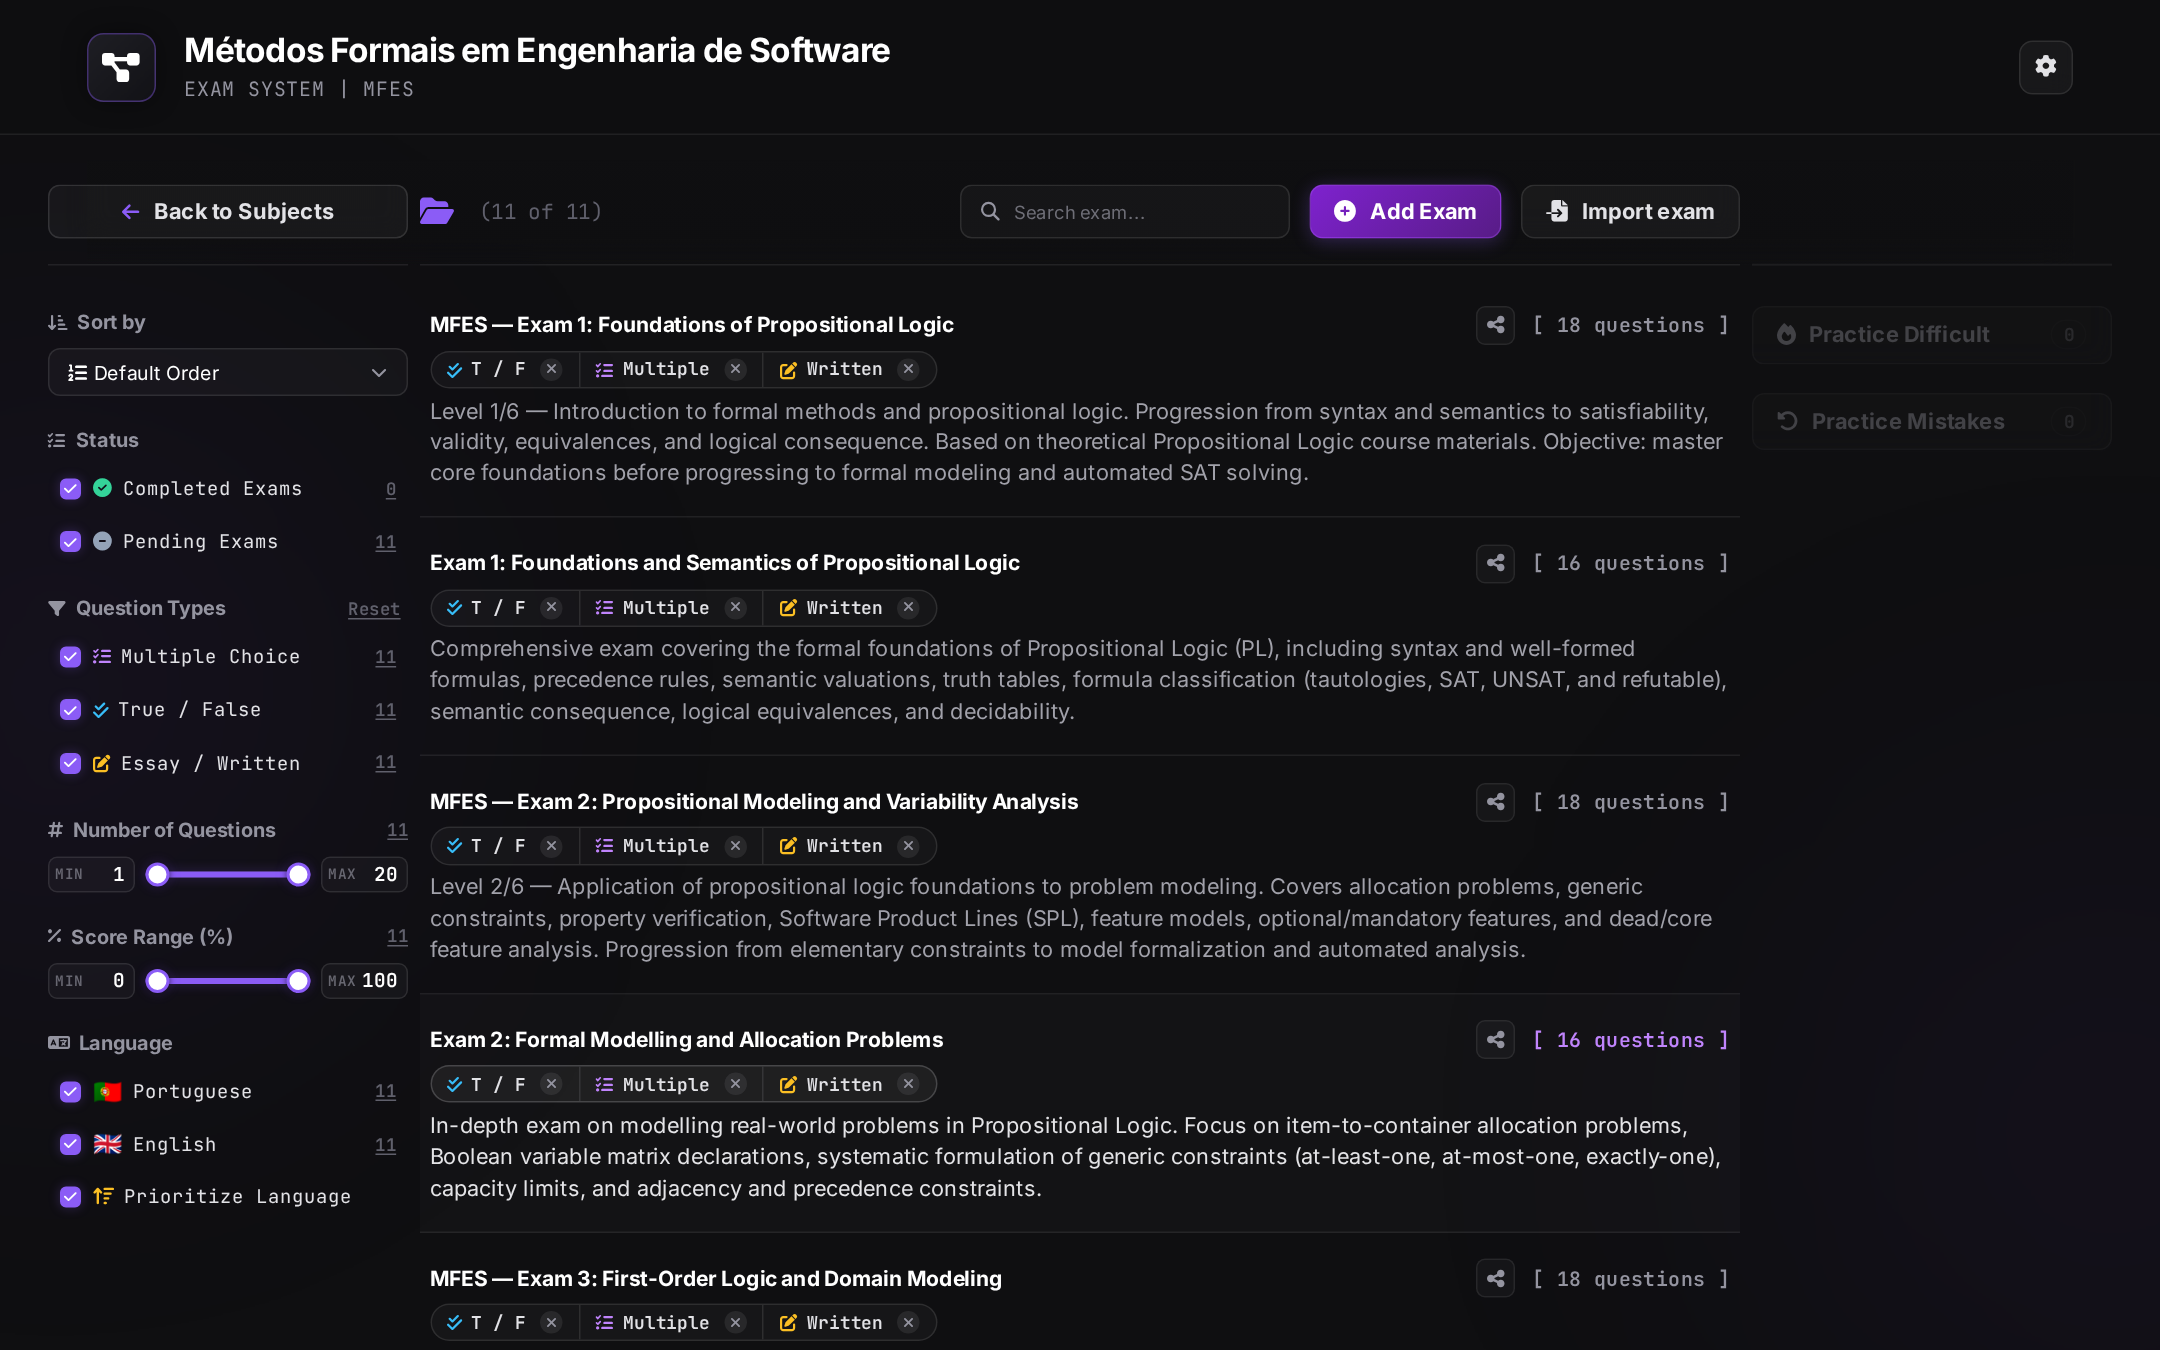 Métodos Formais em Engenharia de Software
EXAM SYSTEM | MFES
Back to Subjects
(11 of 11)
Search exam...
Add Exam
Import exam
Sort by
Default Order
Status
Completed Exams 0
Pending Exams 11
Question Types Reset
Multiple Choice 11
True / False 11
Essay / Written 11
Number of Questions 11
MIN 1 MAX 20
Score Range (%) 11
MIN 0 MAX 100
Language
Portuguese 11
English 11
Prioritize Language
MFES — Exam 1: Foundations of Propositional Logic [ 18 questions ]
T / F Multiple Written
Level 1/6 — Introduction to formal methods and propositional logic. Progression from syntax and semantics to satisfiability,
validity, equivalences, and logical consequence. Based on theoretical Propositional Logic course materials. Objective: master
core foundations before progressing to formal modeling and automated SAT solving.
Exam 1: Foundations and Semantics of Propositional Logic [ 16 questions ]
T / F Multiple Written
Comprehensive exam covering the formal foundations of Propositional Logic (PL), including syntax and well-formed
formulas, precedence rules, semantic valuations, truth tables, formula classification (tautologies, SAT, UNSAT, and refutable),
semantic consequence, logical equivalences, and decidability.
MFES — Exam 2: Propositional Modeling and Variability Analysis [ 18 questions ]
T / F Multiple Written
Level 2/6 — Application of propositional logic foundations to problem modeling. Covers allocation problems, generic
constraints, property verification, Software Product Lines (SPL), feature models, optional/mandatory features, and dead/core
feature analysis. Progression from elementary constraints to model formalization and automated analysis.
Exam 2: Formal Modelling and Allocation Problems [ 16 questions ]
T / F Multiple Written
In-depth exam on modelling real-world problems in Propositional Logic. Focus on item-to-container allocation problems,
Boolean variable matrix declarations, systematic formulation of generic constraints (at-least-one, at-most-one, exactly-one),
capacity limits, and adjacency and precedence constraints.
MFES — Exam 3: First-Order Logic and Domain Modeling [ 18 questions ]
T / F Multiple Written
Practice Difficult 0
Practice Mistakes 0